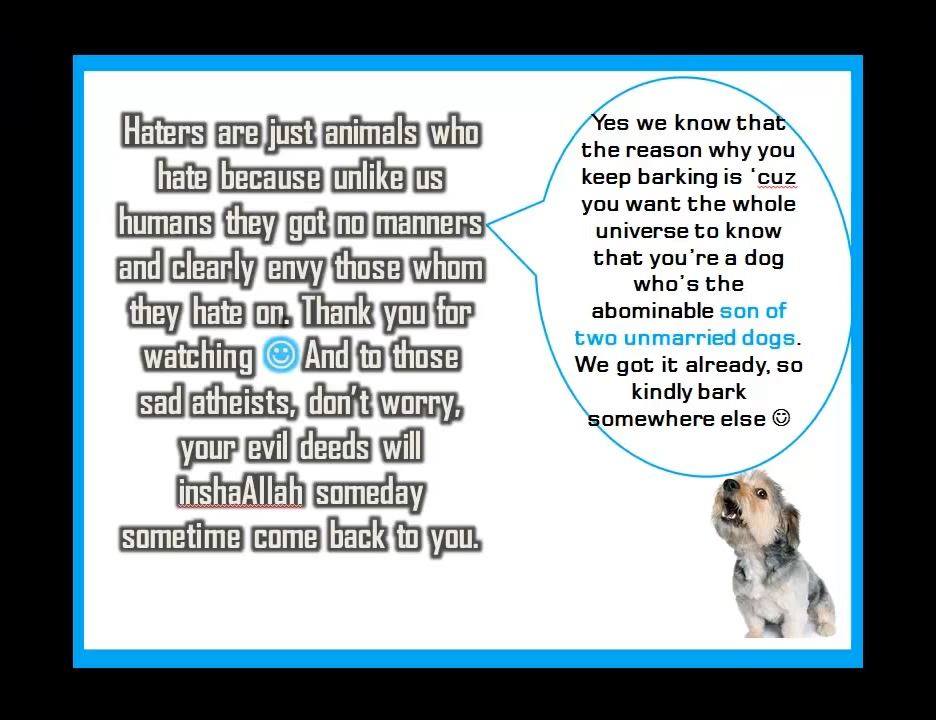 Haters are just animals who
hate because unlike us
humans they got no manners
and clearly envy those whom
they hate on. Thank you for
watching ☺ And to those
sad atheists, don't worry,
your evil deeds will
inshaAllah someday
sometime come back to you.
Yes we know that
the reason why you
keep barking is ‘cuz
you want the whole
universe to know
that you’re a dog
who’s the
abominable son of
two unmarried dogs.
We got it already, so
kindly bark
somewhere else ☺